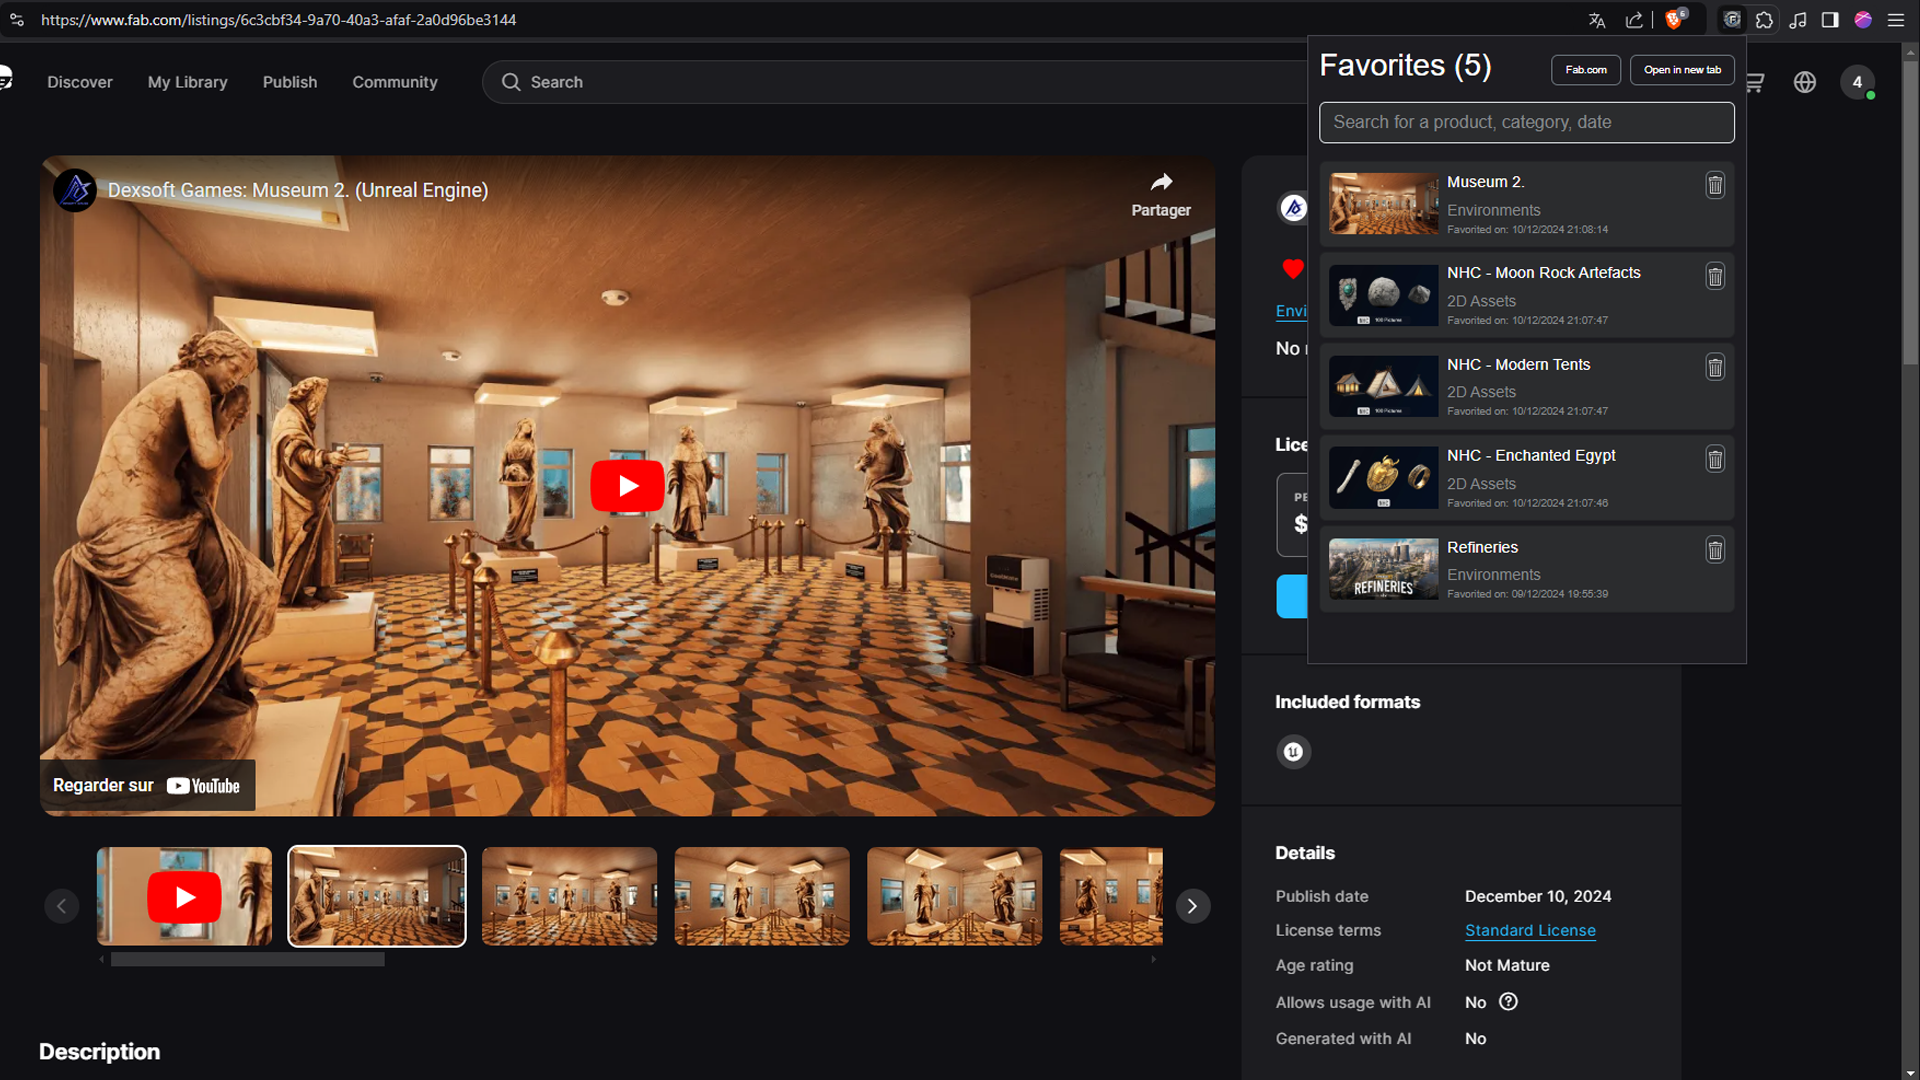 https://www.fab.com/listings/6c3cbf34-9a70-40a3-afaf-2a0d96be3144
6
Discover
My Library
Publish
Community
Search
4
Favorites (5)
Fab.com
Open in new tab
Search for a product, category, date
Museum 2.
Environments
Favorited on: 10/12/2024 21:08:14
NHC - Moon Rock Artefacts
2D Assets
Favorited on: 10/12/2024 21:07:47
NHC - Modern Tents
2D Assets
Favorited on: 10/12/2024 21:07:47
NHC - Enchanted Egypt
2D Assets
Favorited on: 10/12/2024 21:07:46
Refineries
Environments
Favorited on: 09/12/2024 19:55:39
REFINERIES
Dexsoft Games: Museum 2. (Unreal Engine)
Partager
Regarder sur YouTube
Envi
No
Lice
PE
$
Included formats
Details
Publish date December 10, 2024
License terms Standard License
Age rating Not Mature
Allows usage with AI No
Generated with AI No
Description